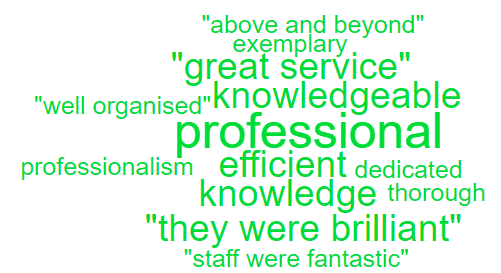 "above and beyond"
exemplary
"great service"
"well organised" knowledgeable
professional
professionalism efficient dedicated
knowledge thorough
"they were brilliant"
"staff were fantastic"